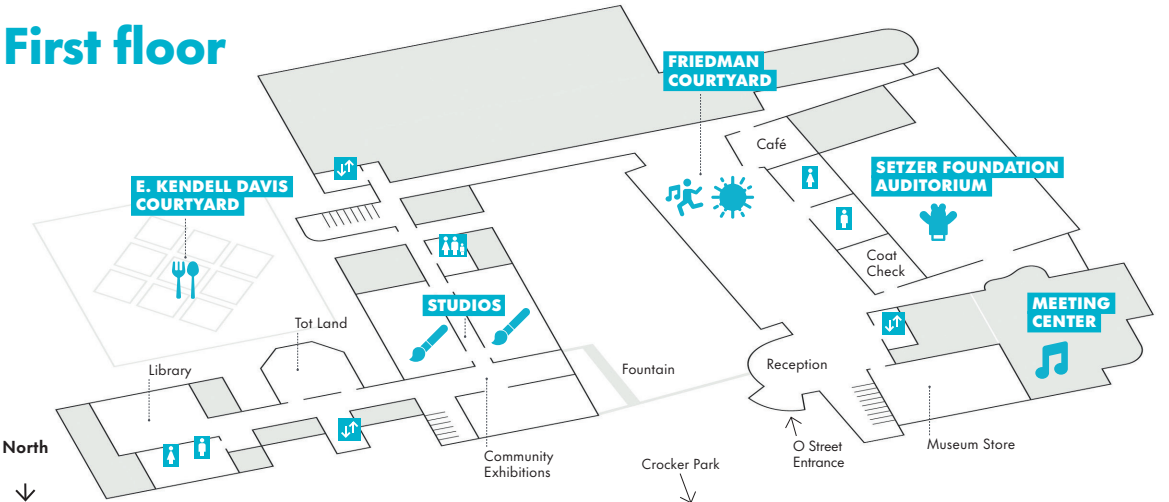 First floor
FRIEDMAN
COURTYARD
Café
SETZER FOUNDATION
AUDITORIUM
E. KENDELL DAVIS
COURTYARD
Coat
Check
STUDIOS
MEETING
CENTER
Tot Land
Library
Fountain
Reception
North
Community
Exhibitions
Crocker Park
O Street
Entrance
Museum Store